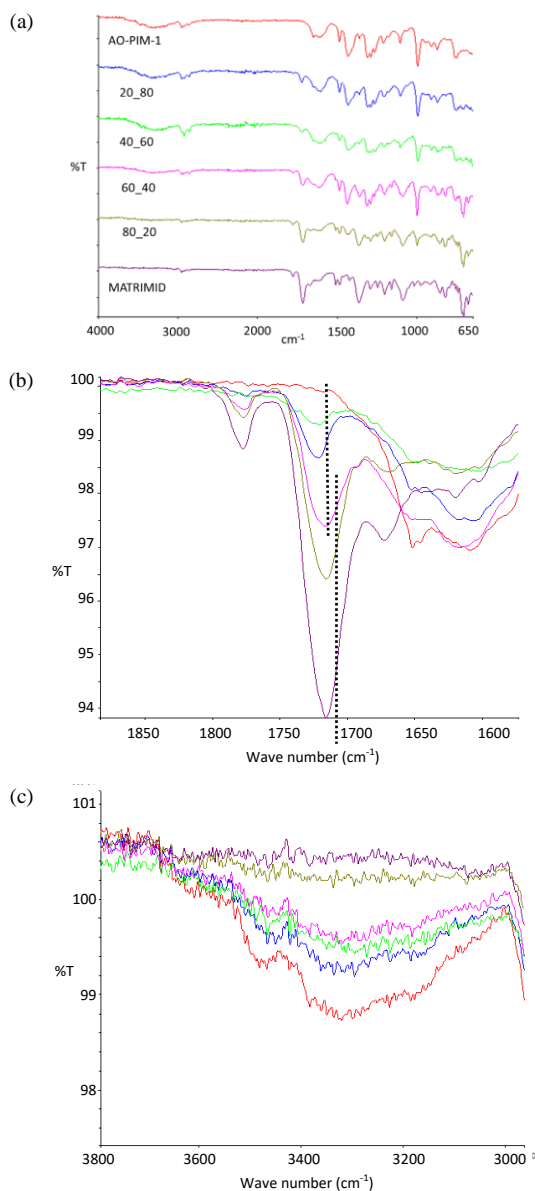 (a)
AO-PIM-1
20_80
40_60
%T
60_40
80_20
MATRIMID
4000 3000 2000 1500 1000 650
cm-1
(b)
100
99
98
97
%T
96
95
94
1850 1800 1750 1700 1650 1600
Wave number (cm-1)
(c)
101
100
%T
99
98
3800 3600 3400 3200 3000
Wave number (cm-1)